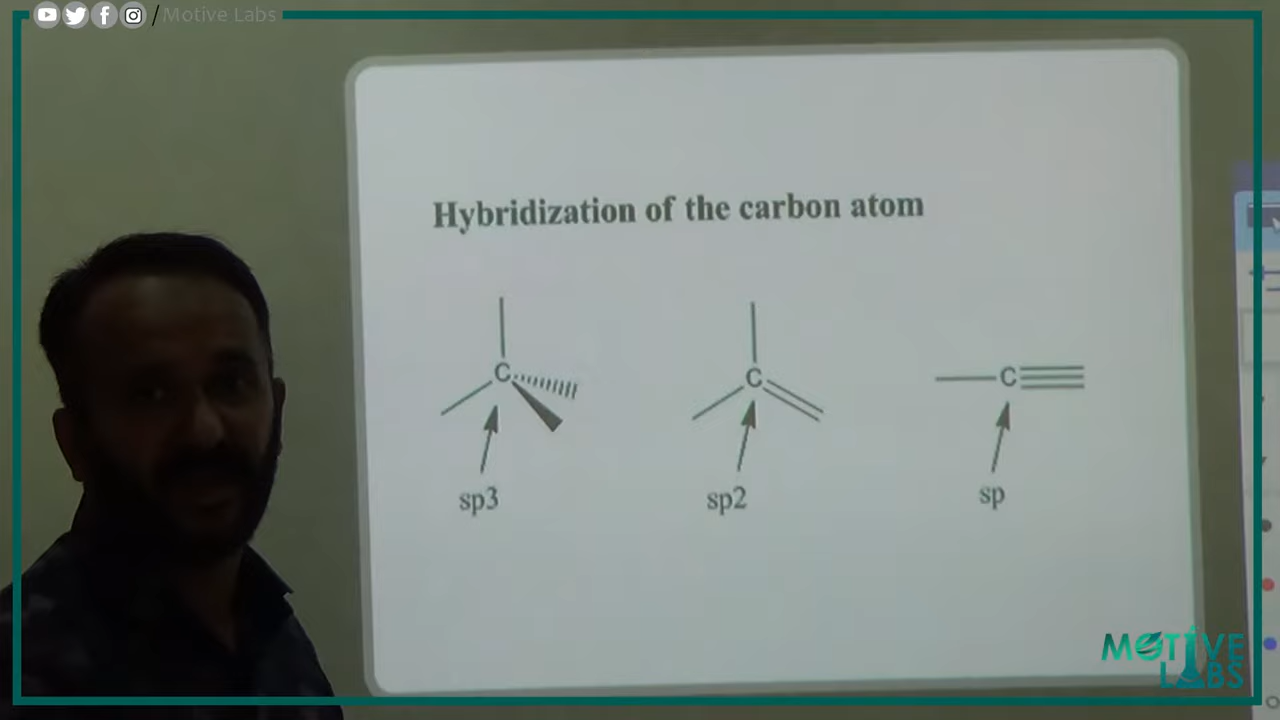 / Motive Labs
Hybridization of the carbon atom
C
C
C
sp3
sp2
sp
MOTIVE
LABS